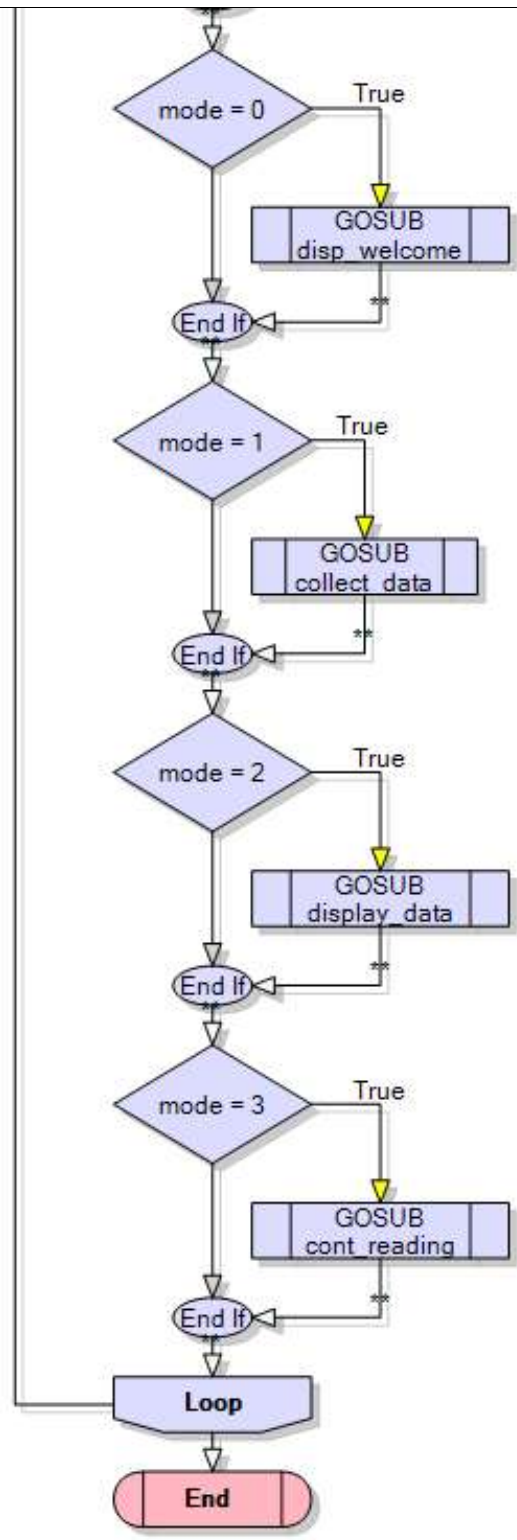 **
mode = 0
True
GOSUB
disp_welcome
**
End If
**
mode = 1
True
GOSUB
collect_data
**
End If
**
mode = 2
True
GOSUB
display_data
**
End If
**
mode = 3
True
GOSUB
cont_reading
**
End If
**
Loop
End